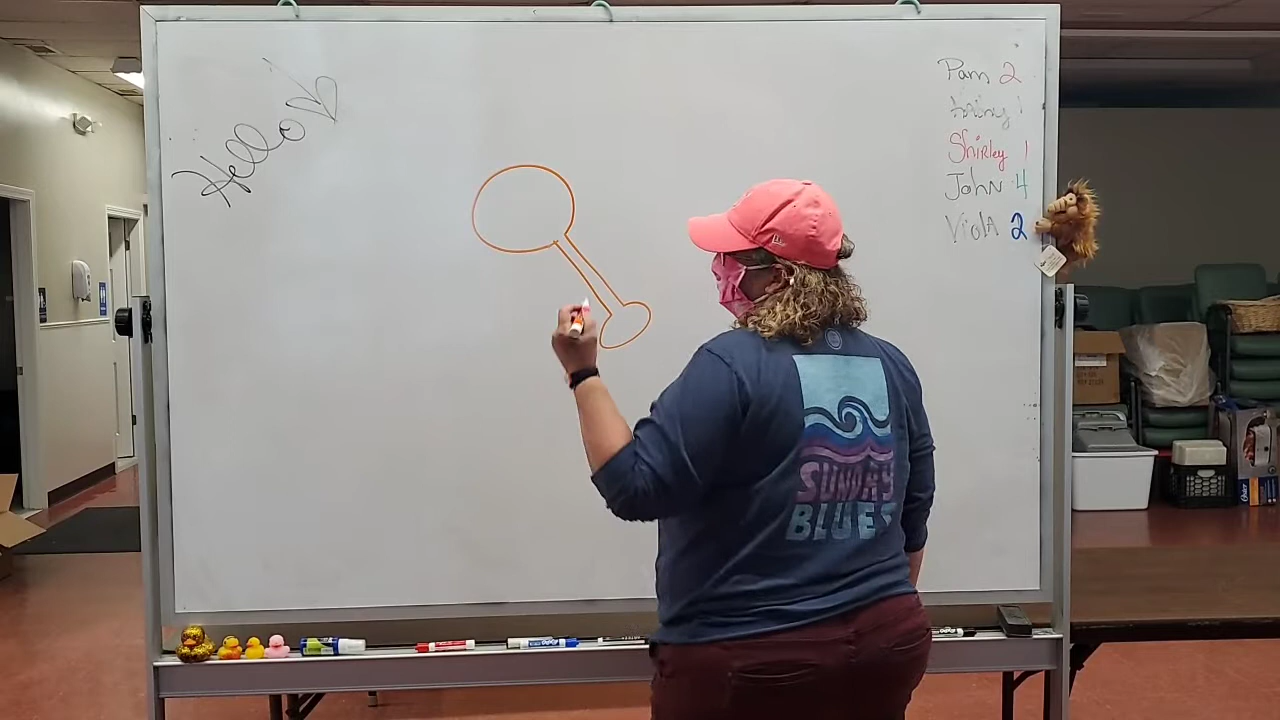 Hello
Pam 2
Shirley 1
John 4
Viola 2
SUNDAY
BLUES